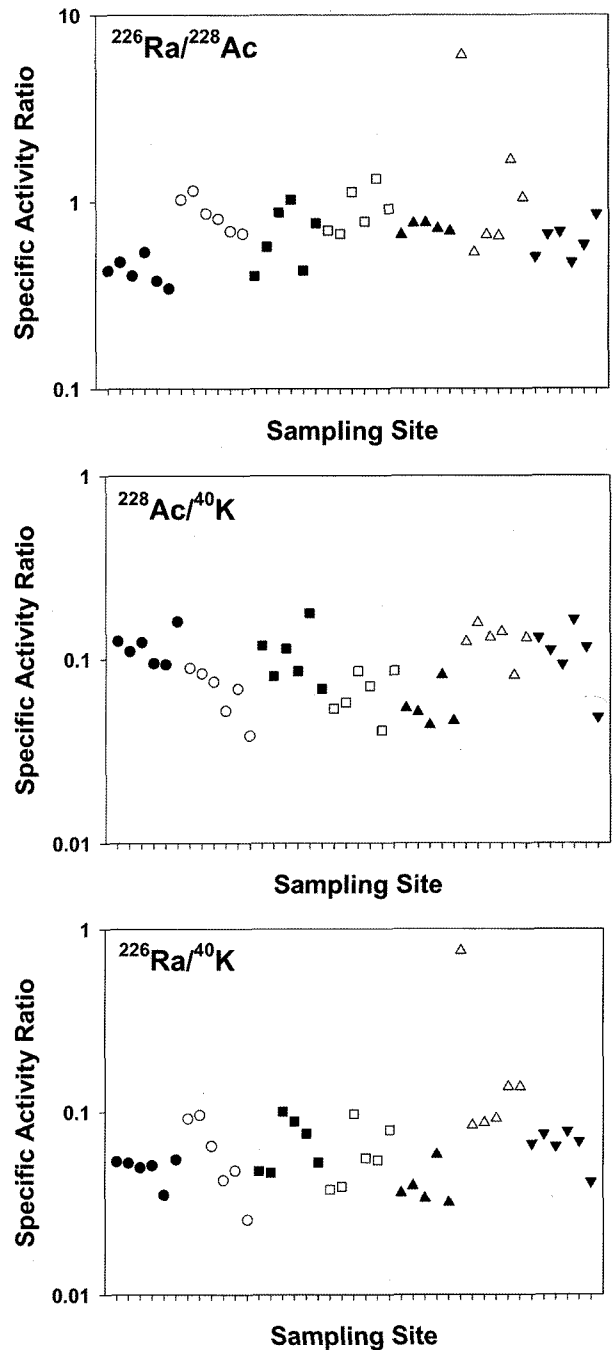 10
²²⁶Ra/²²⁸Ac
1
0.1
Specific Activity Ratio
Sampling Site
1
²²⁸Ac/⁴⁰K
0.1
0.01
Specific Activity Ratio
Sampling Site
1
²²⁶Ra/⁴⁰K
0.1
0.01
Specific Activity Ratio
Sampling Site